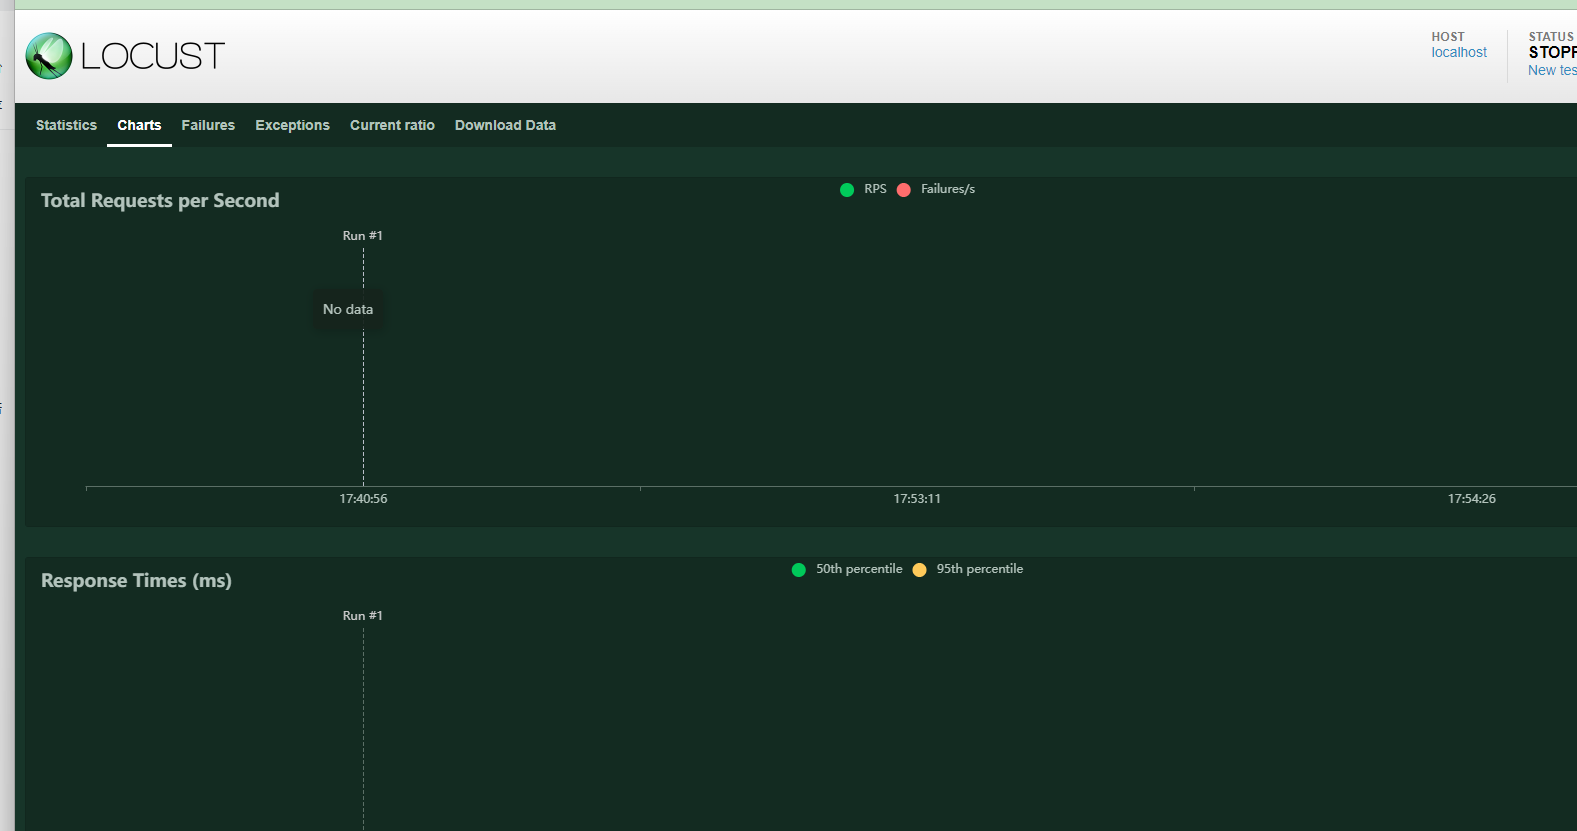 LOCUST
HOST
localhost
STATUS
STOPP
New tes
Statistics Charts Failures Exceptions Current ratio Download Data
Total Requests per Second
RPS Failures/s
Run #1
No data
17:40:56 17:53:11 17:54:26
Response Times (ms)
50th percentile 95th percentile
Run #1